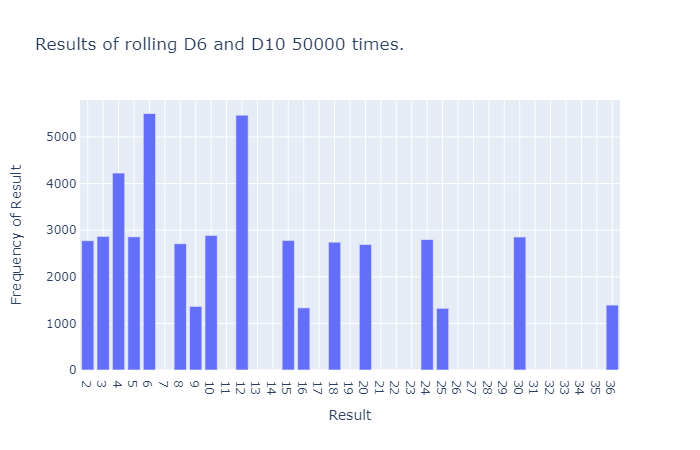 Results of rolling D6 and D10 50000 times.
5000
4000
3000
2000
1000
0
Frequency of Result
2 3 4 5 6 7 8 9 10 11 12 13 14 15 16 17 18 19 20 21 22 23 24 25 26 27 28 29 30 31 32 33 34 35 36
Result